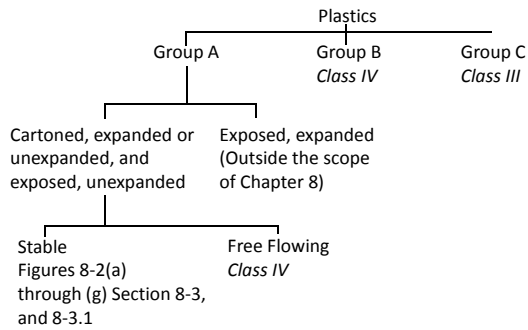 Plastics
Group A
Group B
Class IV
Group C
Class III
Cartoned, expanded or
unexpanded, and
exposed, unexpanded
Exposed, expanded
(Outside the scope
of Chapter 8)
Stable
Figures 8-2(a)
through (g) Section 8-3,
and 8-3.1
Free Flowing
Class IV